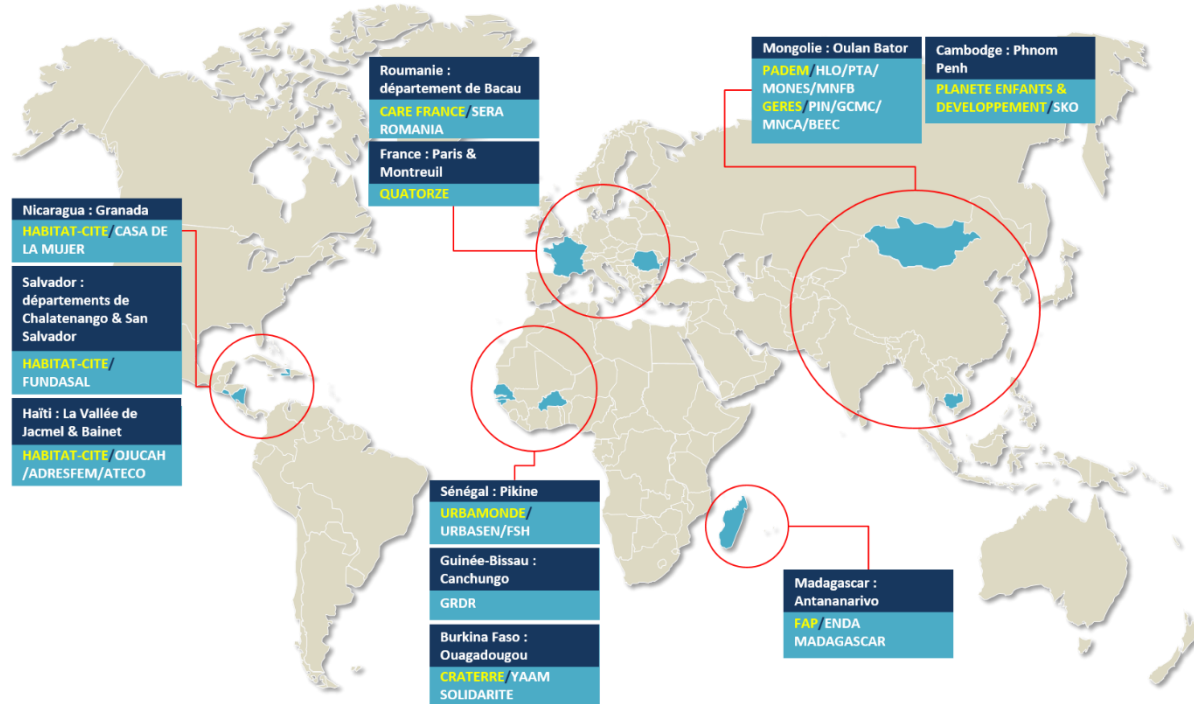 Roumanie :
département de Bacau
CARE FRANCE/SERA
ROMANIA
France : Paris &
Montreuil
QUATORZE
Mongolie : Oulan Bator
PADEM/HLO/PTA/
MONES/MNFB
GERES/PIN/GCMC/
MNCA/BEEC
Cambodge : Phnom
Penh
PLANETE ENFANTS &
DEVELOPPEMENT/SKO
Nicaragua : Granada
HABITAT-CITE/CASA DE
LA MUJER
Salvador :
départements de
Chalatenango & San
Salvador
HABITAT-CITE/
FUNDASAL
Haïti : La Vallée de
Jacmel & Bainet
HABITAT-CITE/OJUCAH
/ADRESFEM/ATECO
Sénégal : Pikine
URBAMONDE/
URBASEN/FSH
Guinée-Bissau :
Canchungo
GRDR
Burkina Faso :
Ouagadougou
CRATERRE/YAAM
SOLIDARITE
Madagascar :
Antananarivo
FAP/ENDA
MADAGASCAR